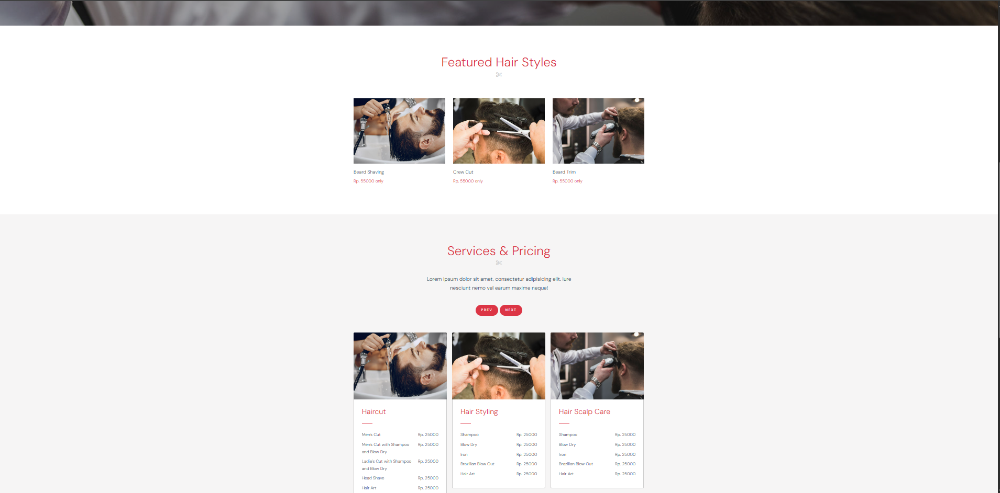 Featured Hair Styles
Beard Shaving
Rp. 55000 only
Crew Cut
Rp. 55000 only
Beard Trim
Rp. 55000 only
Services & Pricing
Lorem ipsum dolor sit amet, consectetur adipisicing elit. Iure
nesciunt nemo vel earum maxime neque!
PREV NEXT
Haircut
Men's Cut Rp. 25000
Men's Cut with Shampoo Rp. 25000
and Blow Dry
Ladie's Cut with Shampoo Rp. 25000
and Blow Dry
Head Shave Rp. 25000
Hair Art Rp. 25000
Hair Styling
Shampoo Rp. 25000
Blow Dry Rp. 25000
Iron Rp. 25000
Brazilian Blow Out Rp. 25000
Hair Art Rp. 25000
Hair Scalp Care
Shampoo Rp. 25000
Blow Dry Rp. 25000
Iron Rp. 25000
Brazilian Blow Out Rp. 25000
Hair Art Rp. 25000